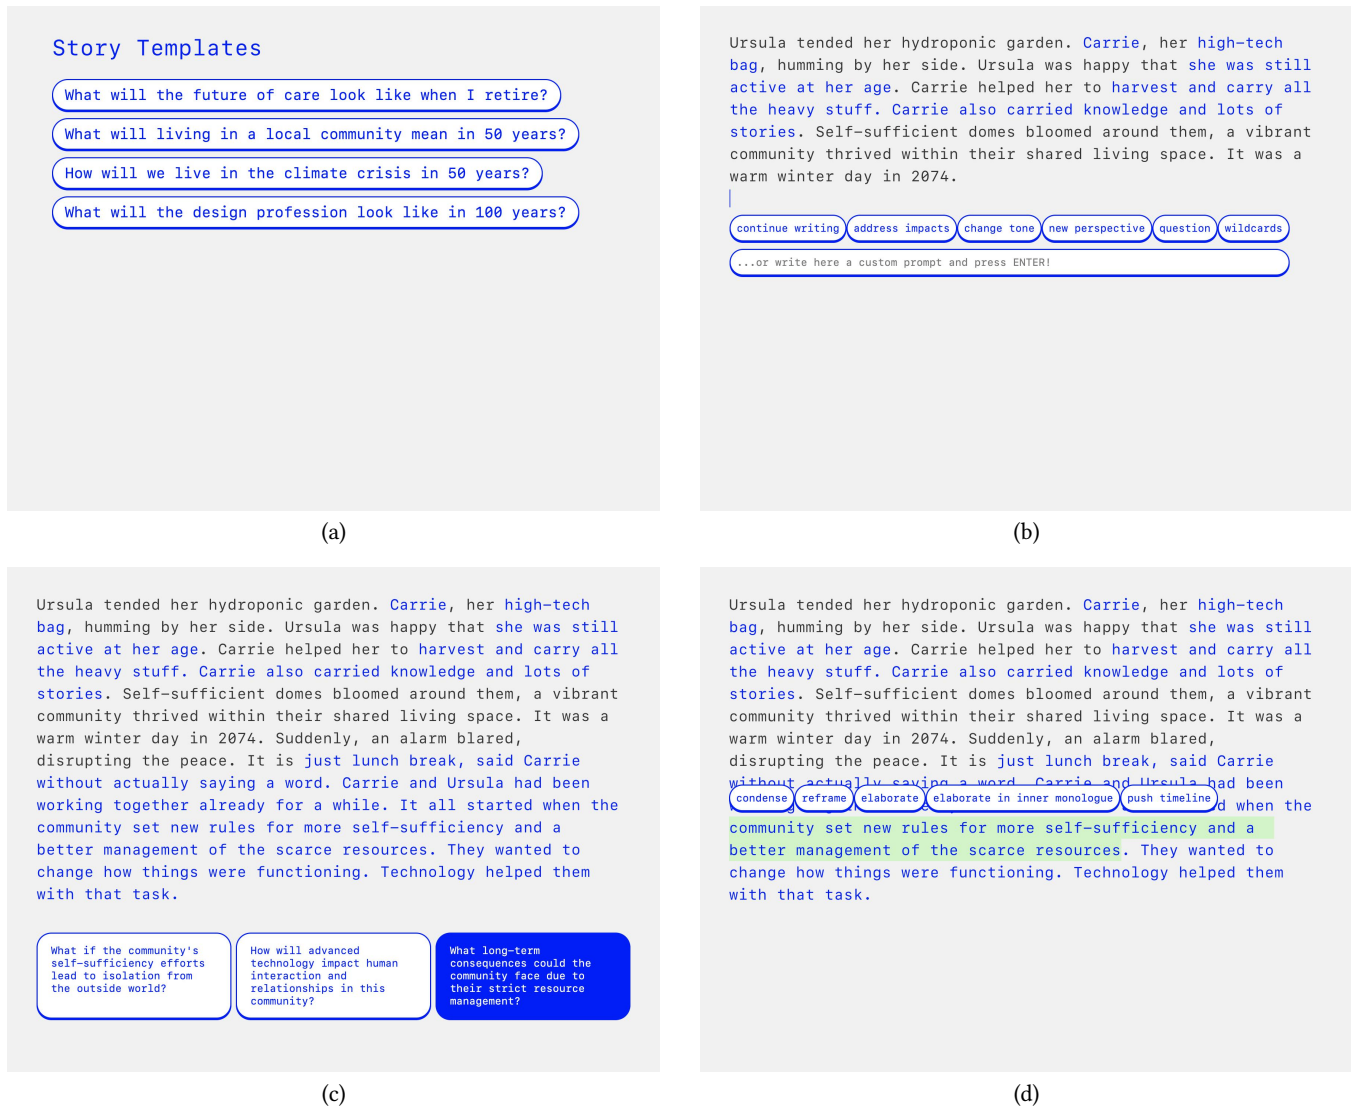 Story Templates
What will the future of care look like when I retire?
What will living in a local community mean in 50 years?
How will we live in the climate crisis in 50 years?
What will the design profession look like in 100 years?
(a)
Ursula tended her hydroponic garden. Carrie, her high-tech
bag, humming by her side. Ursula was happy that she was still
active at her age. Carrie helped her to harvest and carry all
the heavy stuff. Carrie also carried knowledge and lots of
stories. Self-sufficient domes bloomed around them, a vibrant
community thrived within their shared living space. It was a
warm winter day in 2074.
continue writing address impacts change tone new perspective question wildcards
...or write here a custom prompt and press ENTER!
(b)
Ursula tended her hydroponic garden. Carrie, her high-tech
bag, humming by her side. Ursula was happy that she was still
active at her age. Carrie helped her to harvest and carry all
the heavy stuff. Carrie also carried knowledge and lots of
stories. Self-sufficient domes bloomed around them, a vibrant
community thrived within their shared living space. It was a
warm winter day in 2074. Suddenly, an alarm blared,
disrupting the peace. It is just lunch break, said Carrie
without actually saying a word. Carrie and Ursula had been
working together already for a while. It all started when the
community set new rules for more self-sufficiency and a
better management of the scarce resources. They wanted to
change how things were functioning. Technology helped them
with that task.
What if the community's
self-sufficiency efforts
lead to isolation from
the outside world?
How will advanced
technology impact human
interaction and
relationships in this
community?
What long-term
consequences could the
community face due to
their strict resource
management?
(c)
Ursula tended her hydroponic garden. Carrie, her high-tech
bag, humming by her side. Ursula was happy that she was still
active at her age. Carrie helped her to harvest and carry all
the heavy stuff. Carrie also carried knowledge and lots of
stories. Self-sufficient domes bloomed around them, a vibrant
community thrived within their shared living space. It was a
warm winter day in 2074. Suddenly, an alarm blared,
disrupting the peace. It is just lunch break, said Carrie
without actually saying a word. Carrie and Ursula had been
condense reframe elaborate elaborate in inner monologue push timeline
when the
community set new rules for more self-sufficiency and a
better management of the scarce resources. They wanted to
change how things were functioning. Technology helped them
with that task.
(d)